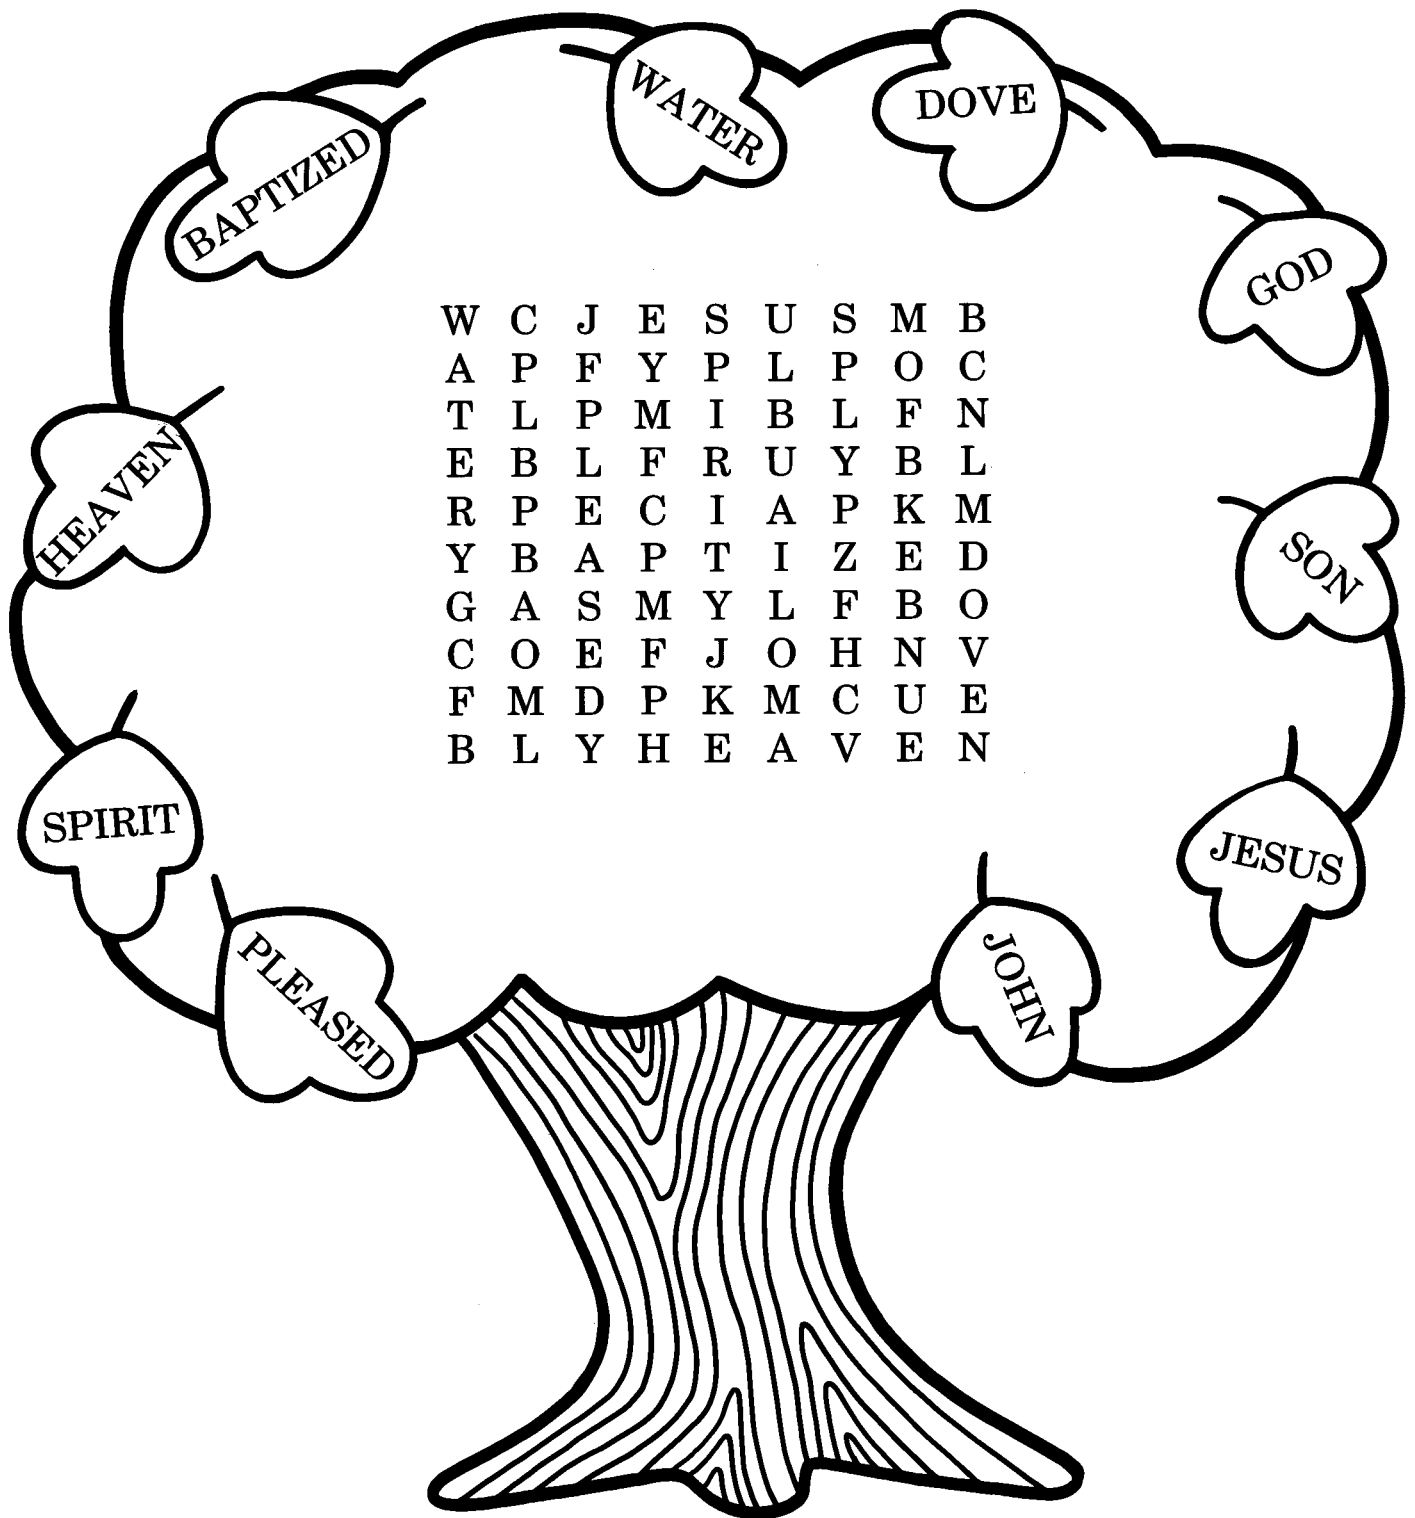 WATER
DOVE
BAPTIZED
GOD
W C J E S U S M B
A P F Y P L P O C
T L P M I B L F N
E B L F R U Y B L
R P E C I A P K M
Y B A P T I Z E D
G A S M Y L F B O
C O E F J O H N V
F M D P K M C U E
B L Y H E A V E N
HEAVEN
SON
SPIRIT
JESUS
PLEASED
JOHN